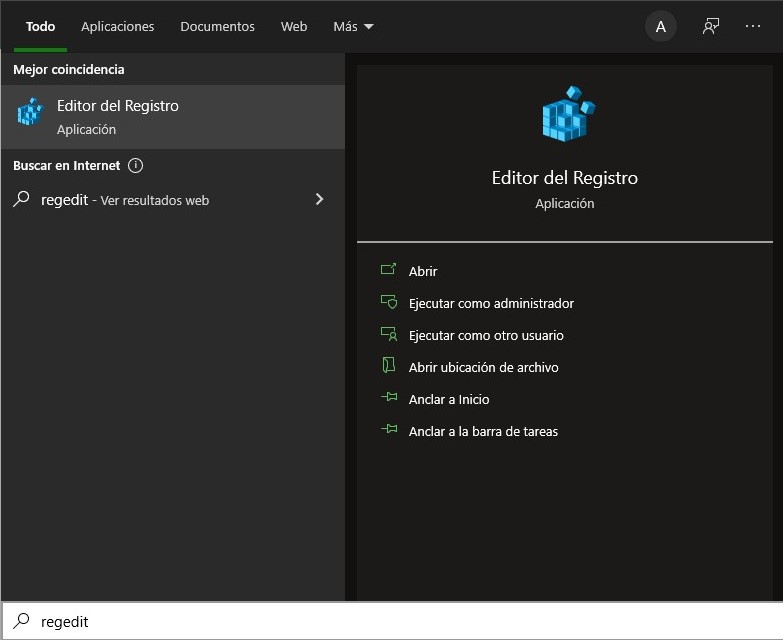 Todo Aplicaciones Documentos Web Más A ...
Mejor coincidencia
Editor del Registro
Aplicación
Buscar en Internet
regedit - Ver resultados web
Editor del Registro
Aplicación
Abrir
Ejecutar como administrador
Ejecutar como otro usuario
Abrir ubicación de archivo
Anclar a Inicio
Anclar a la barra de tareas
regedit